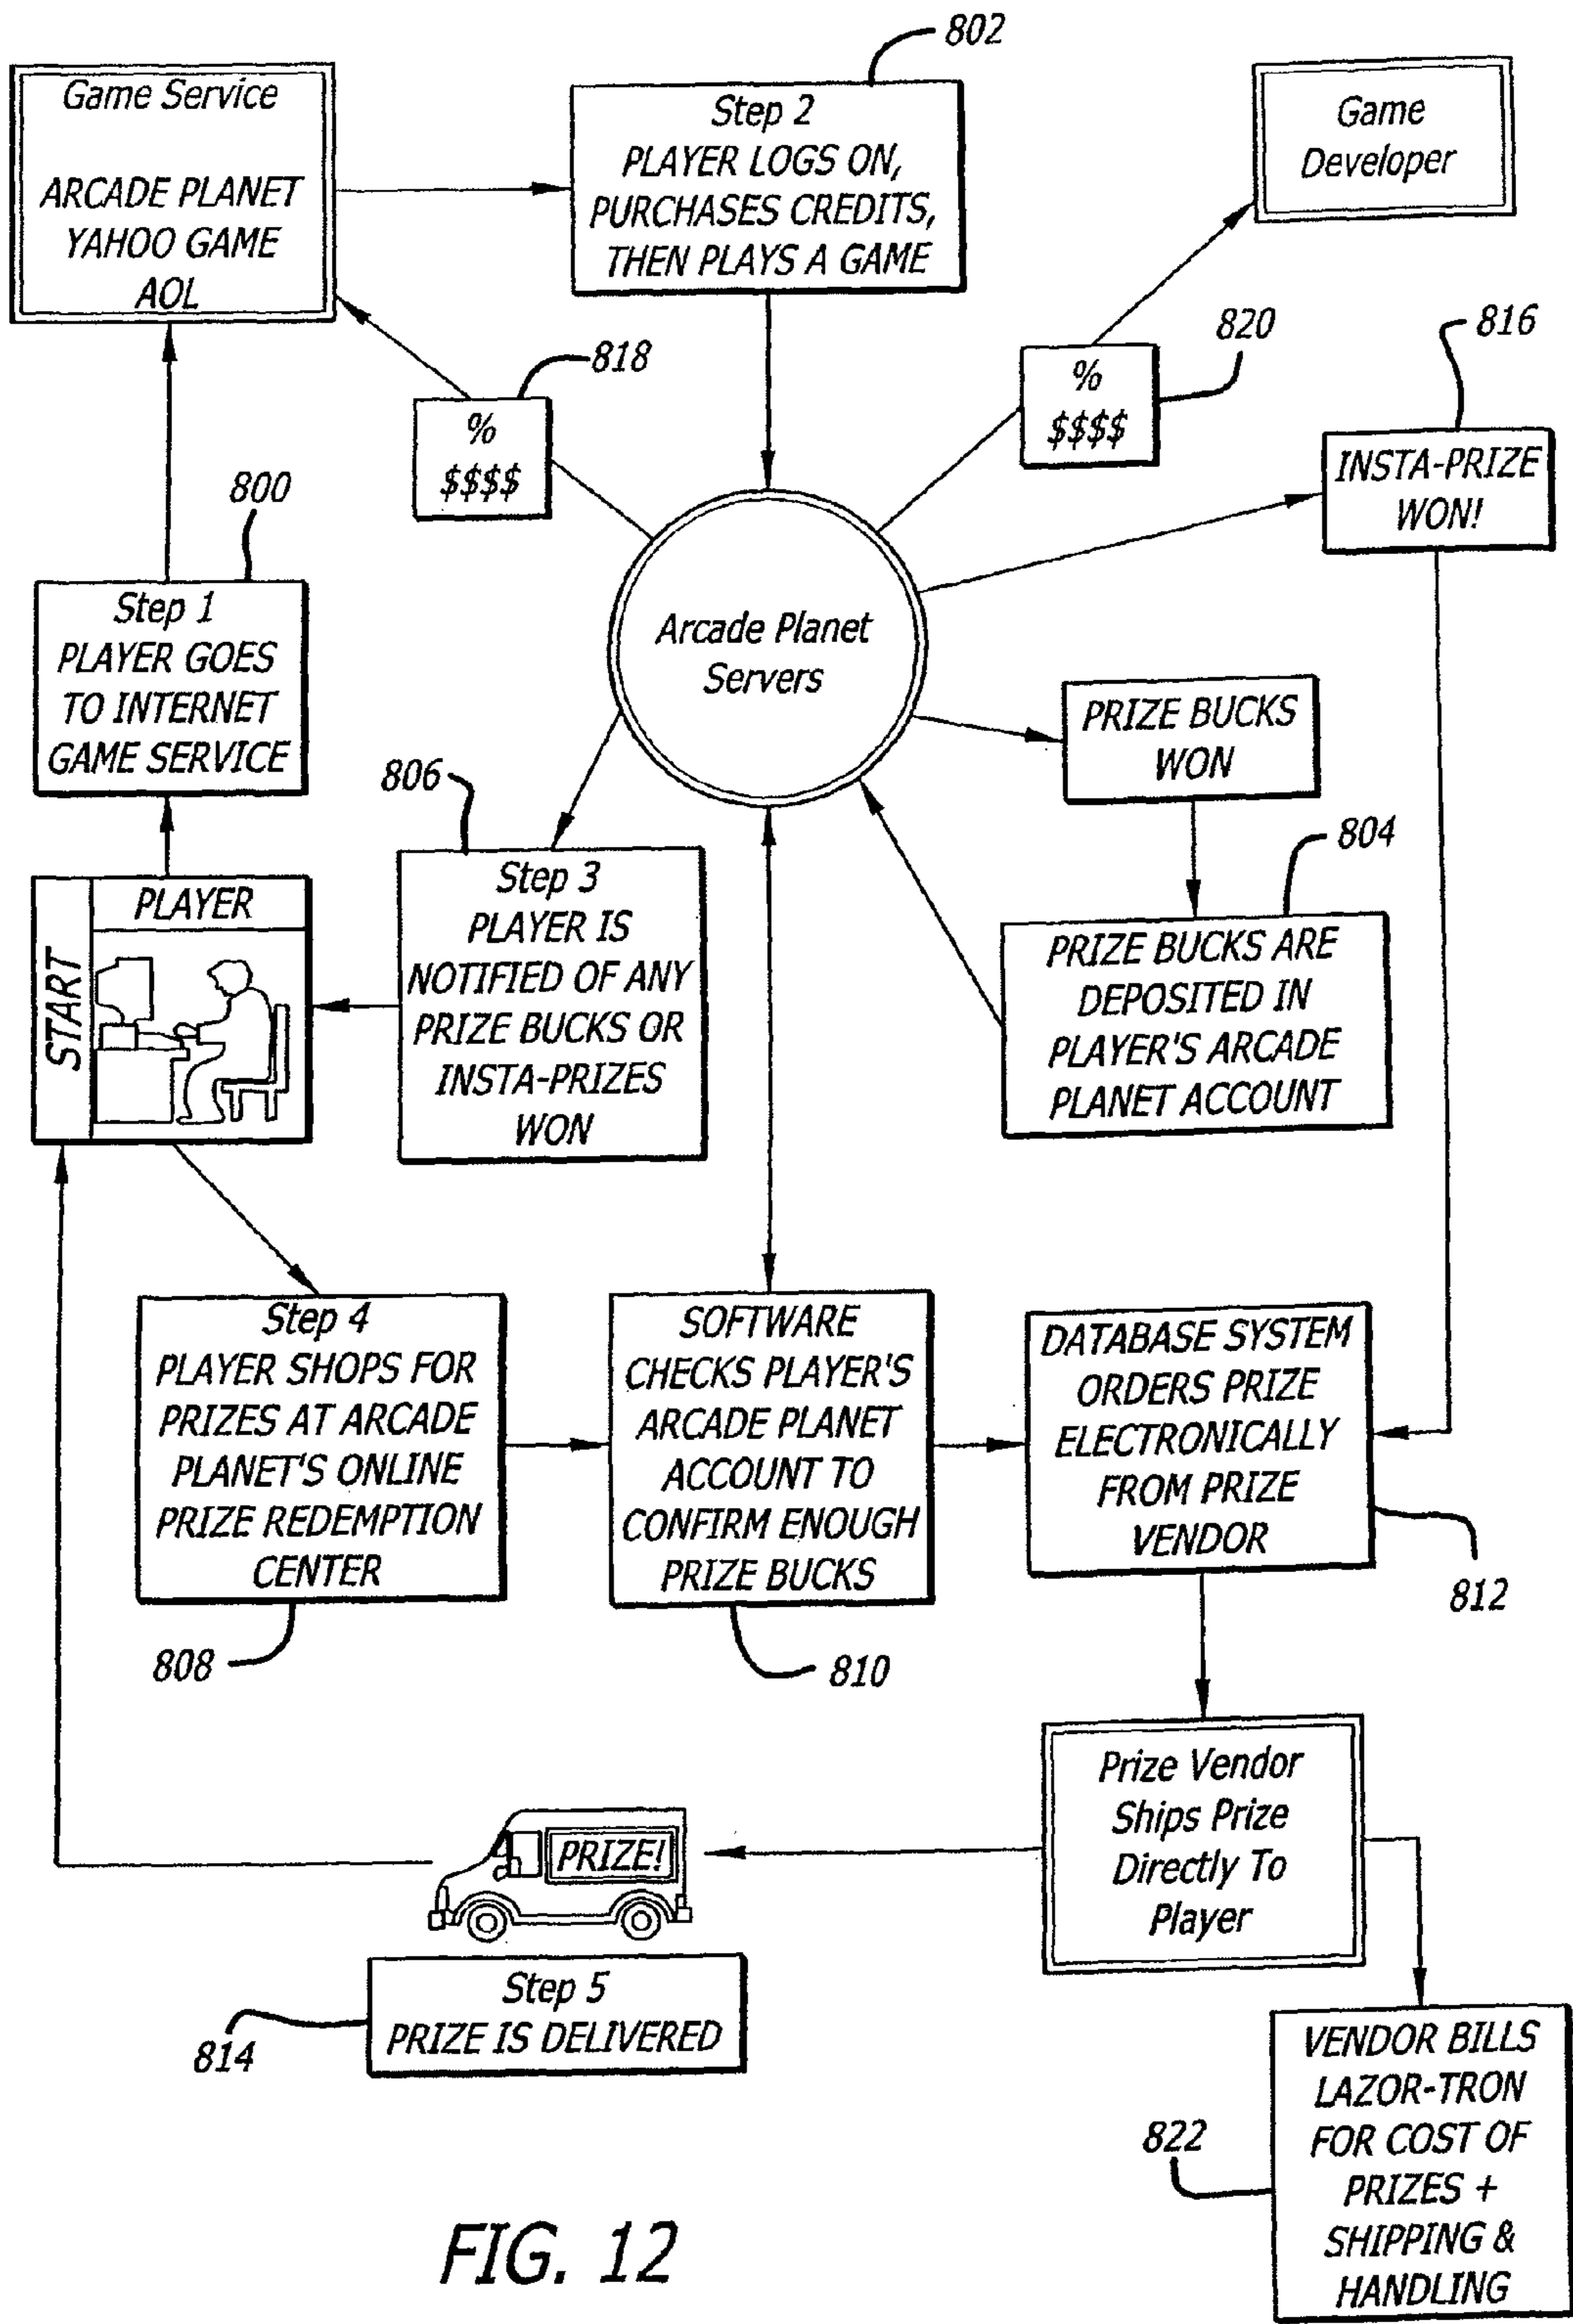 802
Game Service
ARCADE PLANET
YAHOO GAME
AOL
Step 2
PLAYER LOGS ON,
PURCHASES CREDITS,
THEN PLAYS A GAME
Game
Developer
818
%
$$$$
820
%
$$$$
816
INSTA-PRIZE
WON!
800
Step 1
PLAYER GOES
TO INTERNET
GAME SERVICE
Arcade Planet
Servers
PRIZE BUCKS
WON
806
Step 3
PLAYER IS
NOTIFIED OF ANY
PRIZE BUCKS OR
INSTA-PRIZES
WON
804
PRIZE BUCKS ARE
DEPOSITED IN
PLAYER'S ARCADE
PLANET ACCOUNT
START
PLAYER
Step 4
PLAYER SHOPS FOR
PRIZES AT ARCADE
PLANET'S ONLINE
PRIZE REDEMPTION
CENTER
808
SOFTWARE
CHECKS PLAYER'S
ARCADE PLANET
ACCOUNT TO
CONFIRM ENOUGH
PRIZE BUCKS
810
DATABASE SYSTEM
ORDERS PRIZE
ELECTRONICALLY
FROM PRIZE
VENDOR
812
Prize Vendor
Ships Prize
Directly To
Player
PRIZE!
Step 5
PRIZE IS DELIVERED
814
VENDOR BILLS
LAZOR-TRON
FOR COST OF
PRIZES +
SHIPPING &
HANDLING
822
FIG. 12